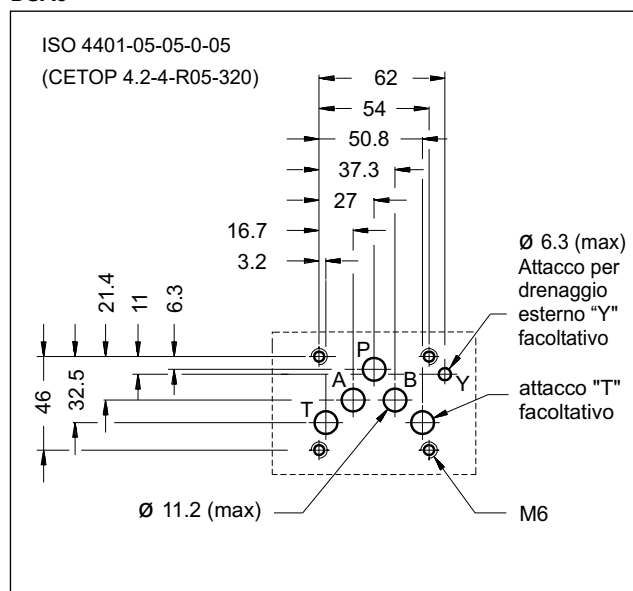 ISO 4401-05-05-0-05
(CETOP 4.2-4-R05-320)
62
54
50.8
37.3
27
16.7
3.2
21.4
11
6.3
46
32.5
Ø 6.3 (max)
Attacco per
drenaggio
esterno “Y"
facoltativo
P
A
B
Y
T
attacco "T"
facoltativo
Ø 11.2 (max)
M6